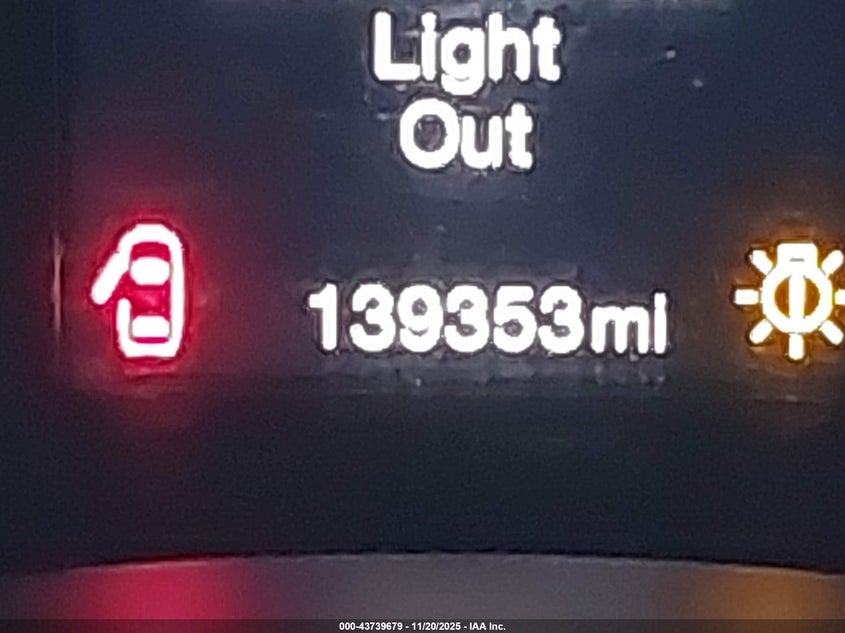 Light
Out
139353mi
000-43739679 - 11/20/2025 - IAA Inc.